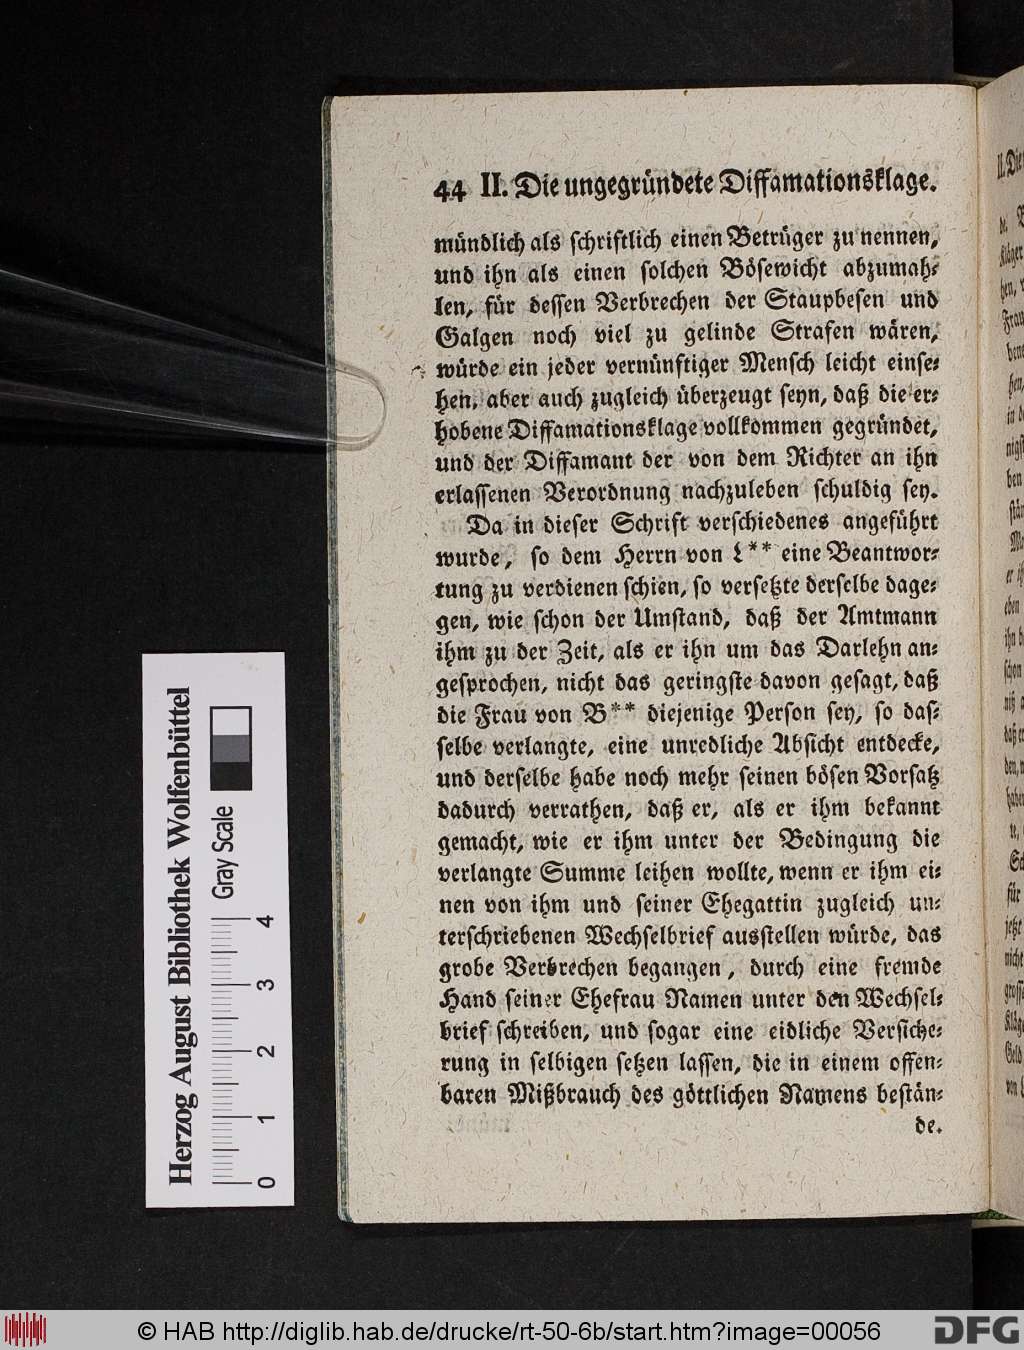 44 II. Die ungegründete Diffamationsklage.
mündlich als schriftlich einen Betrüger zu nennen,
und ihn als einen solchen Bösewicht abzumah⸗
len, für dessen Verbrechen der Staupbesen und
Galgen noch viel zu gelinde Strafen wären,
würde ein jeder vernünftiger Mensch leicht einse⸗
hen, aber auch zugleich überzeugt seyn, daß die er⸗
hobene Diffamationsklage vollkommen gegründet,
und der Diffamant der von dem Richter an ihn
erlassenen Verordnung nachzuleben schuldig sey.
Da in dieser Schrift verschiedenes angeführt
wurde, so dem Herrn von L** eine Beantwor⸗
tung zu verdienen schien, so versetzte derselbe dage⸗
gen, wie schon der Umstand, daß der Amtmann
ihm zu der Zeit, als er ihn um das Darlehn an⸗
gesprochen, nicht das geringste davon gesagt, daß
die Frau von B** diejenige Person sey, so das⸗
selbe verlangte, eine unredliche Absicht entdecke,
und derselbe habe noch mehr seinen bösen Vorsatz
dadurch verrathen, daß er, als er ihm bekannt
gemacht, wie er ihm unter der Bedingung die
verlangte Summe leihen wollte, wenn er ihm ei⸗
nen von ihm und seiner Ehegattin zugleich un⸗
terschriebenen Wechselbrief ausstellen würde, das
grobe Verbrechen begangen, durch eine fremde
Hand seiner Ehefrau Namen unter den Wechsel⸗
brief schreiben, und sogar eine eidliche Versiche⸗
rung in selbigen setzen lassen, die in einem offen⸗
baren Mißbrauch des göttlichen Namens bestän⸗
de.
Herzog August Bibliothek Wolfenbüttel
Gray Scale
0 1 2 3 4
© HAB http://diglib.hab.de/drucke/rt-50-6b/start.htm?image=00056
DFG